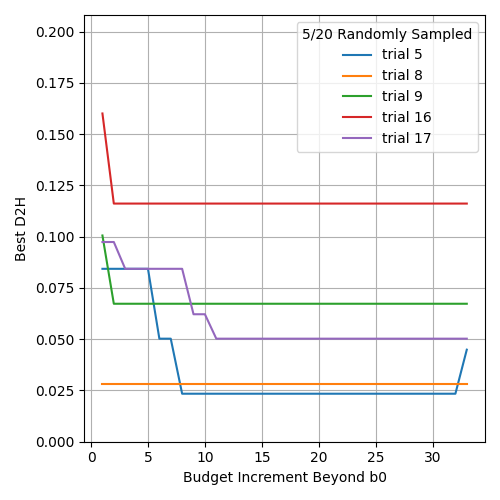 5/20 Randomly Sampled
trial 5
trial 8
trial 9
trial 16
trial 17
0.200
0.175
0.150
0.125
0.100
0.075
0.050
0.025
0.000
Best D2H
0 5 10 15 20 25 30
Budget Increment Beyond b0